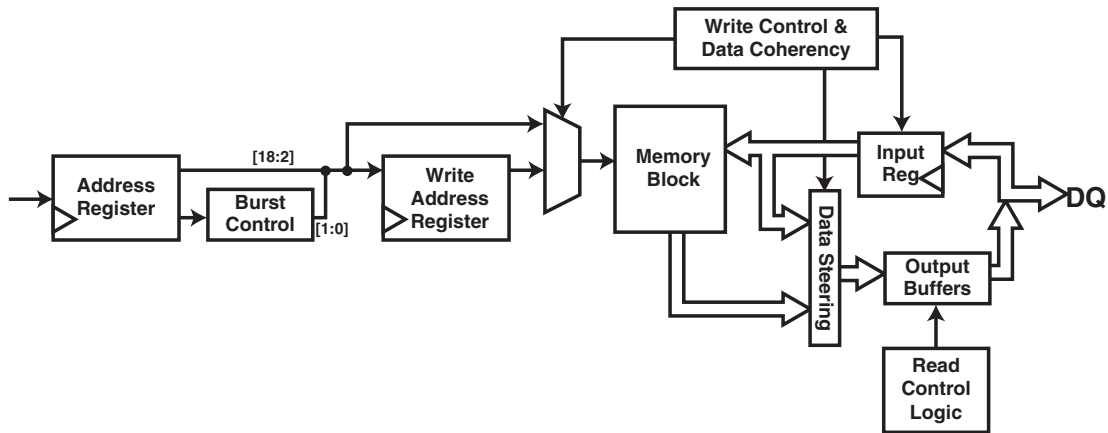 Write Control &
Data Coherency
[18:2]
Address
Register
Burst
Control
[1:0]
Write
Address
Register
Memory
Block
Input
Reg
DQ
Data Steering
Output
Buffers
Read
Control
Logic